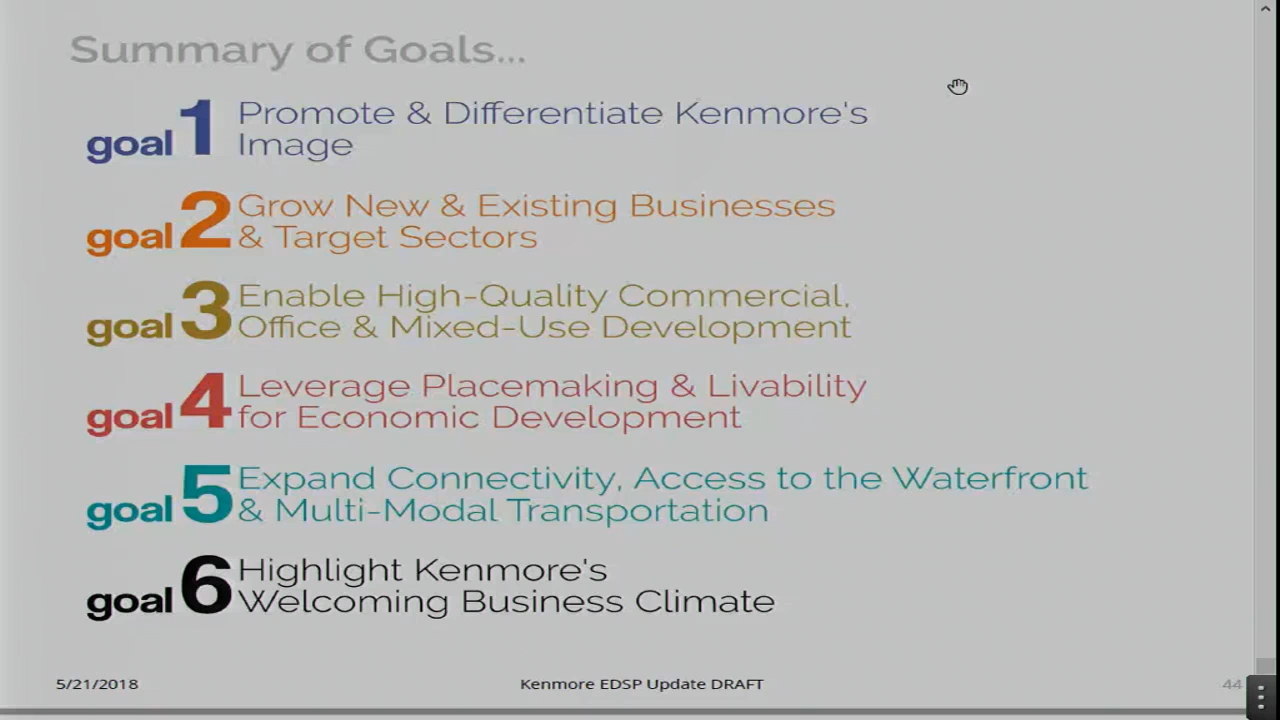 Summary of Goals...
goal 1 Promote & Differentiate Kenmore's
Image
goal 2 Grow New & Existing Businesses
& Target Sectors
goal 3 Enable High-Quality Commercial,
Office & Mixed-Use Development
goal 4 Leverage Placemaking & Livability
for Economic Development
goal 5 Expand Connectivity, Access to the Waterfront
& Multi-Modal Transportation
goal 6 Highlight Kenmore's
Welcoming Business Climate
5/21/2018 Kenmore EDSP Update DRAFT 44